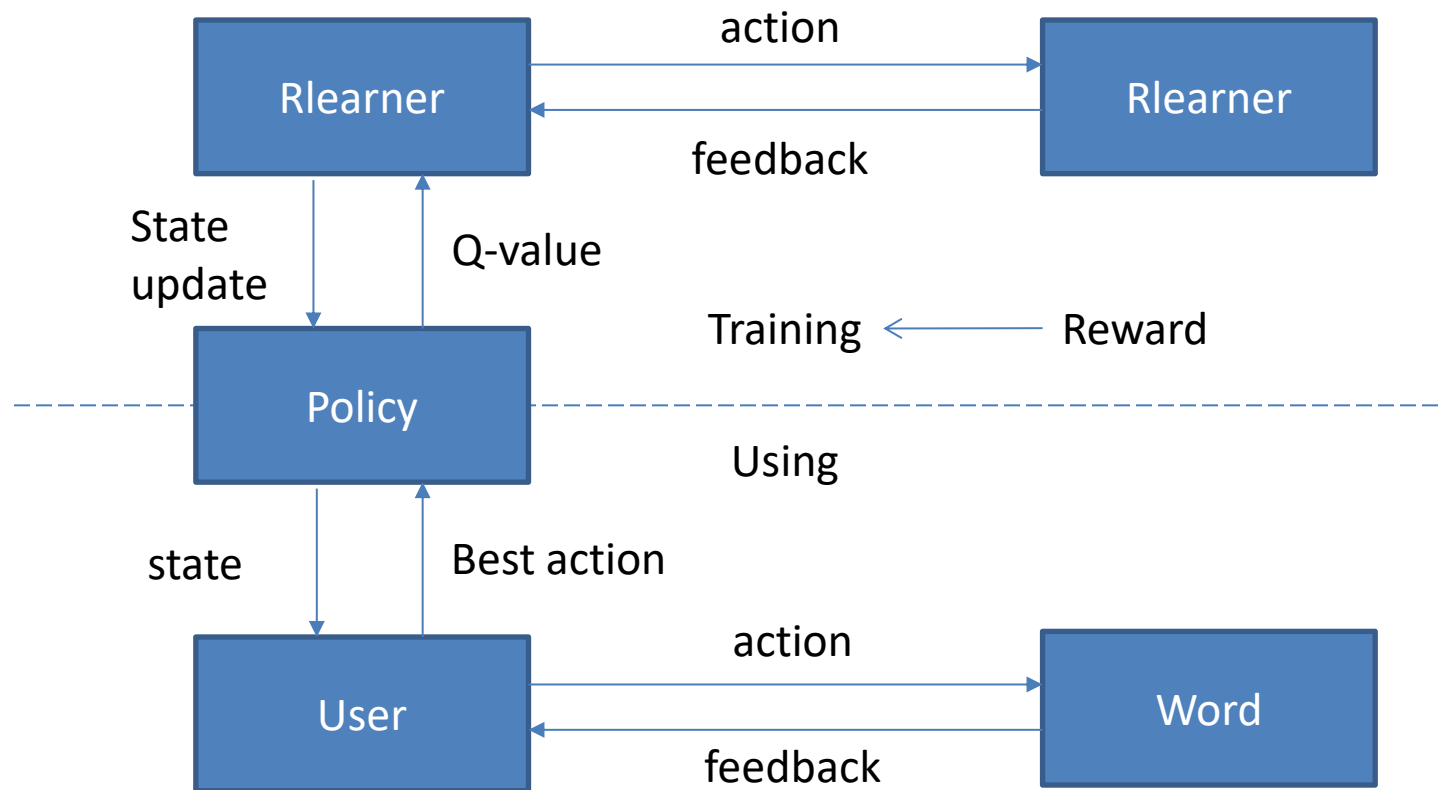 action
Rlearner
Rlearner
feedback
State
update
Q-value
Training
Reward
Policy
Using
state
Best action
action
User
Word
feedback